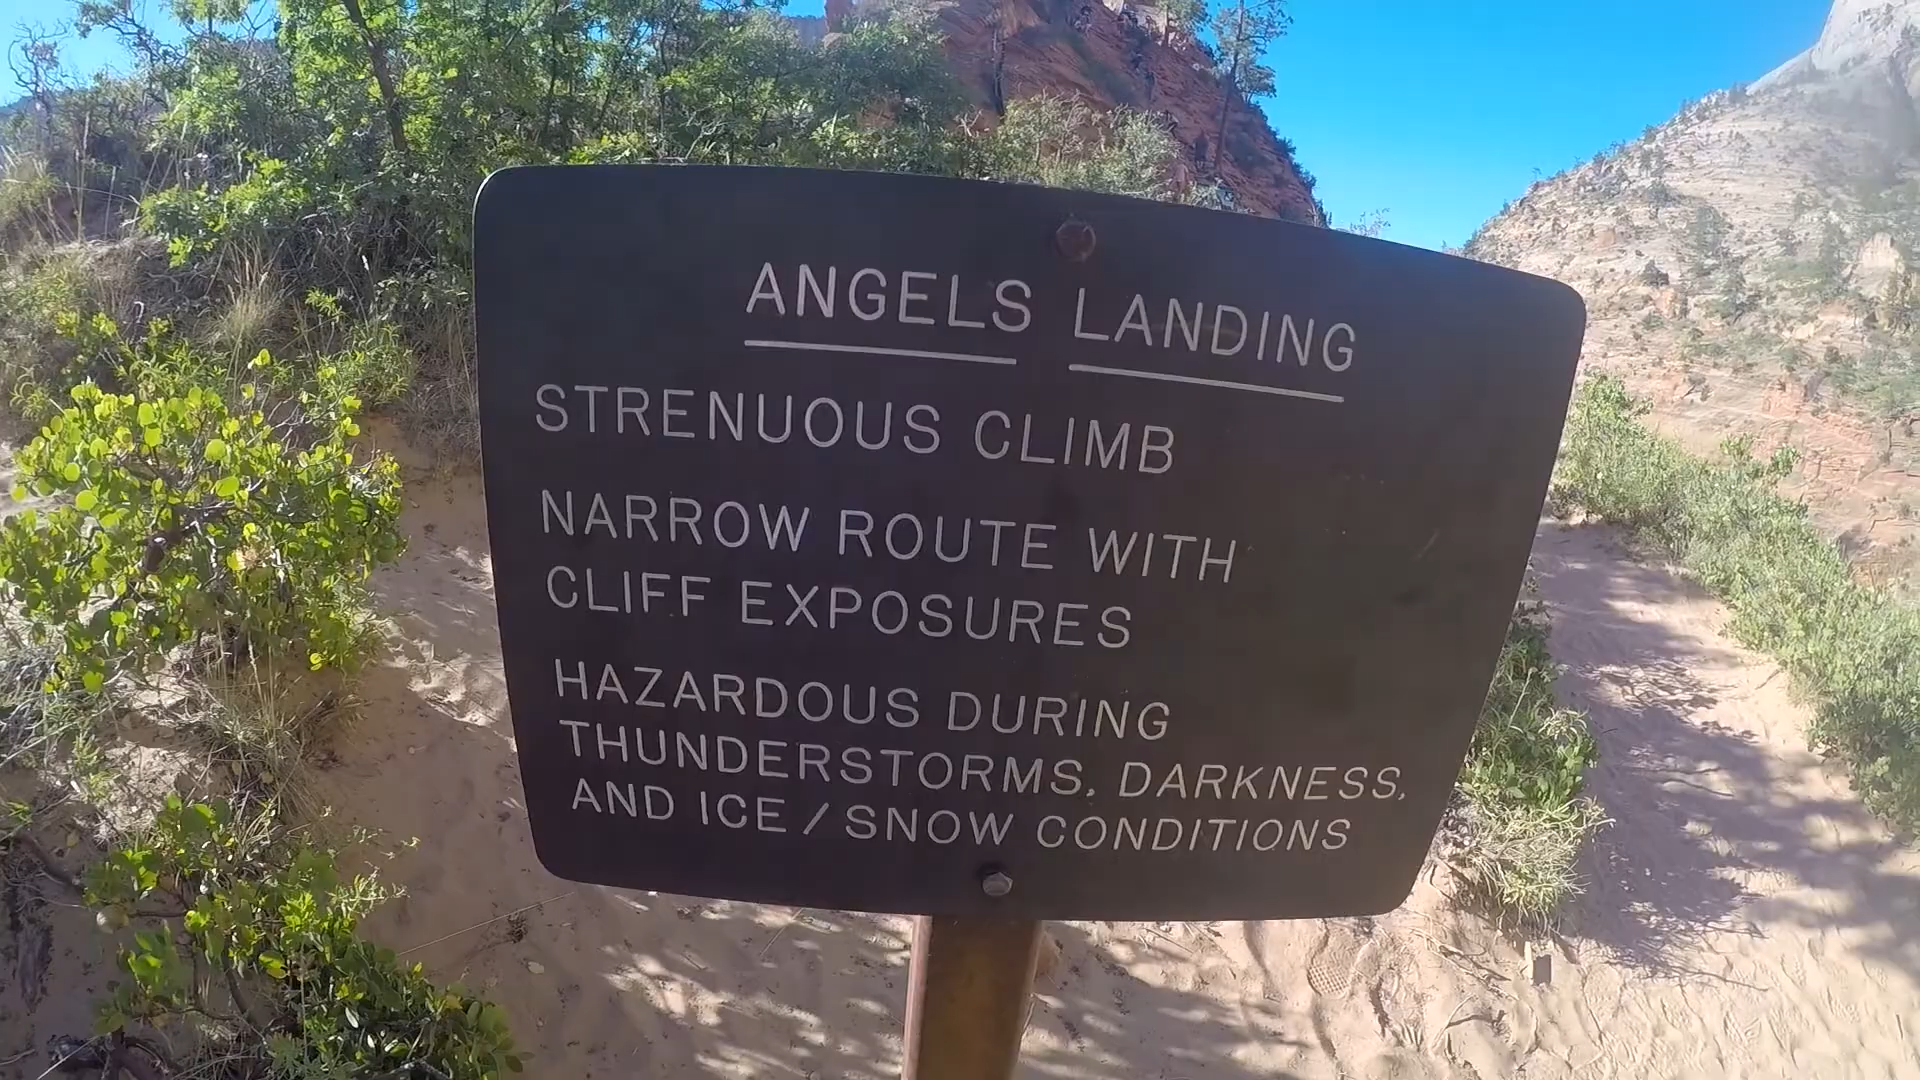 ANGELS LANDING
STRENUOUS CLIMB
NARROW ROUTE WITH
CLIFF EXPOSURES
HAZARDOUS DURING
THUNDERSTORMS, DARKNESS,
AND ICE / SNOW CONDITIONS